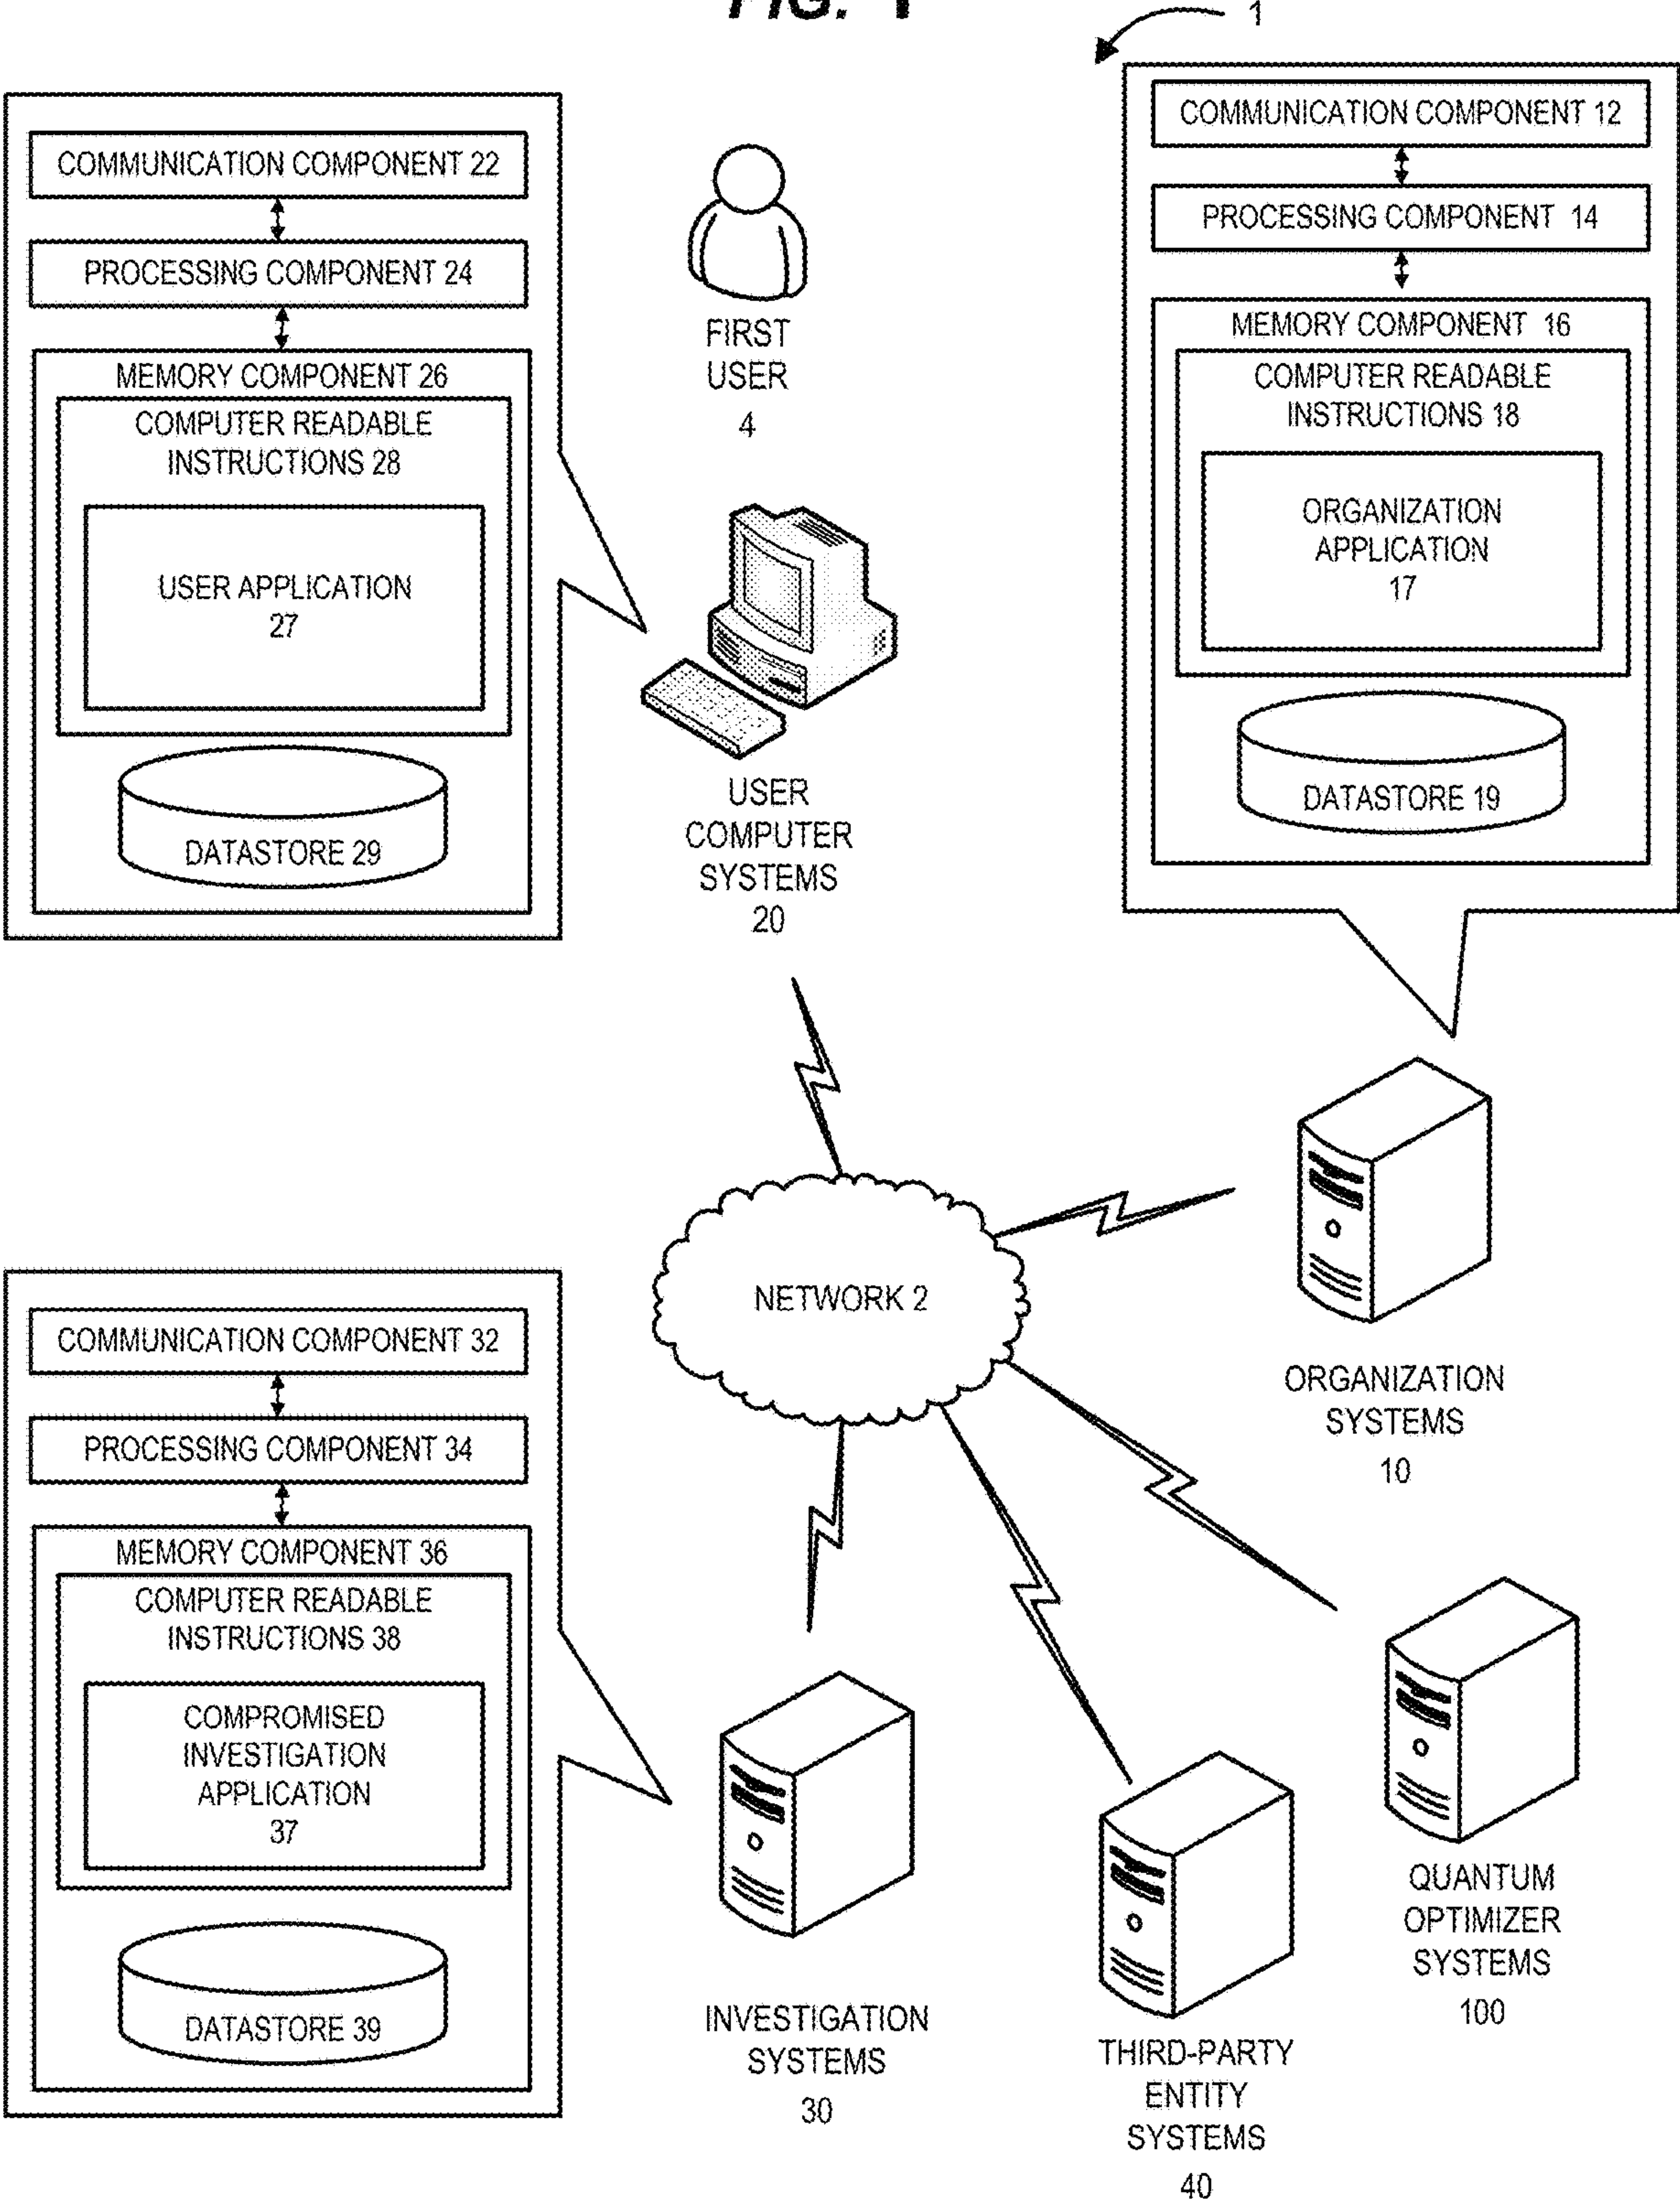 FIG. 1
1
COMMUNICATION COMPONENT 22
PROCESSING COMPONENT 24
MEMORY COMPONENT 26
COMPUTER READABLE
INSTRUCTIONS 28
USER APPLICATION
27
DATASTORE 29
FIRST
USER
4
USER
COMPUTER
SYSTEMS
20
COMMUNICATION COMPONENT 12
PROCESSING COMPONENT 14
MEMORY COMPONENT 16
COMPUTER READABLE
INSTRUCTIONS 18
ORGANIZATION
APPLICATION
17
DATASTORE 19
NETWORK 2
ORGANIZATION
SYSTEMS
10
COMMUNICATION COMPONENT 32
PROCESSING COMPONENT 34
MEMORY COMPONENT 36
COMPUTER READABLE
INSTRUCTIONS 38
COMPROMISED
INVESTIGATION
APPLICATION
37
DATASTORE 39
INVESTIGATION
SYSTEMS
30
THIRD-PARTY
ENTITY
SYSTEMS
40
QUANTUM
OPTIMIZER
SYSTEMS
100